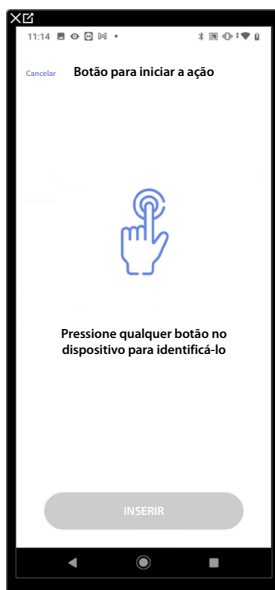 11:14
Cancelar Botão para iniciar a ação
Pressione qualquer botão no
dispositivo para identificá-lo
INSERIR